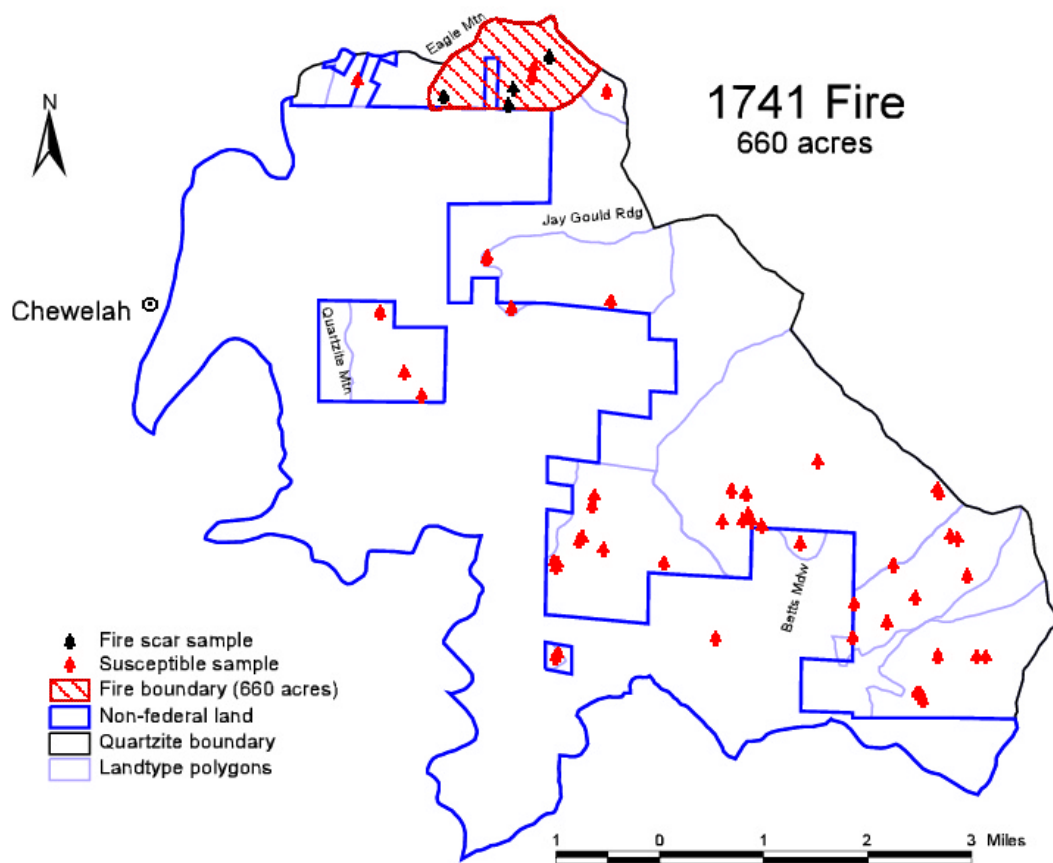 Eagle Mtn
1741 Fire
660 acres
N
Jay Gould Rdg
Chewelah
Quartzite Mtn
Betts Mdw
Fire scar sample
Susceptible sample
Fire boundary (660 acres)
Non-federal land
Quartzite boundary
Landtype polygons
1 0 1 2 3 Miles